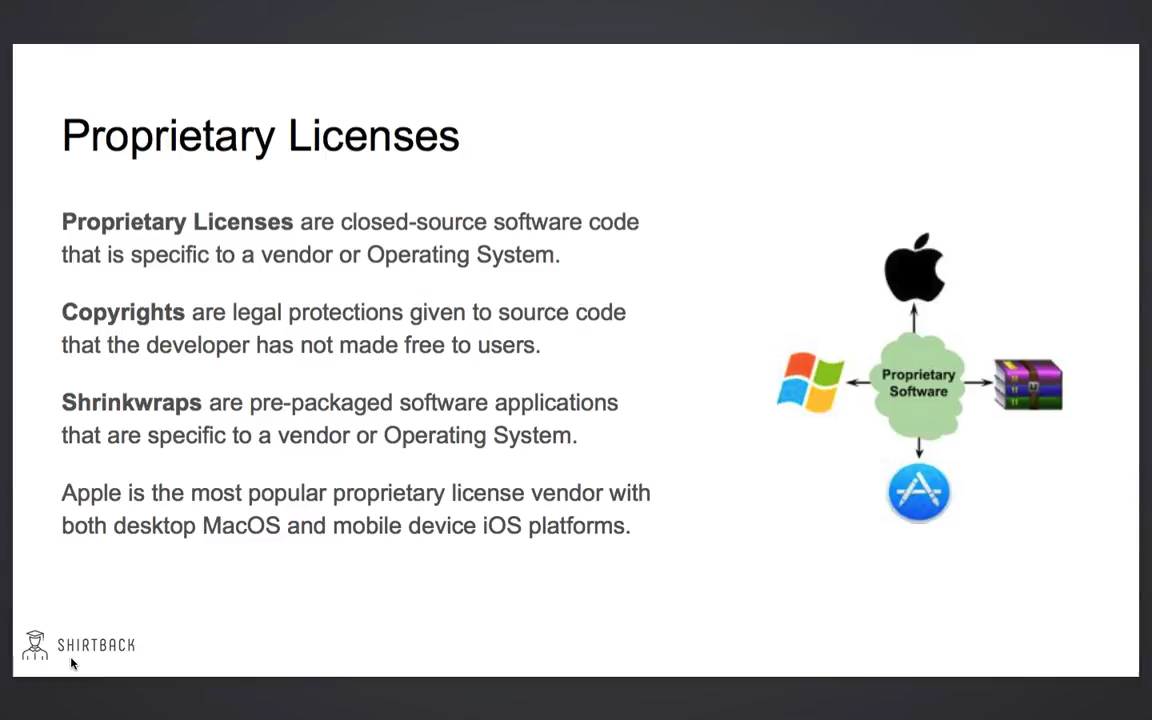 Proprietary Licenses
Proprietary Licenses are closed-source software code
that is specific to a vendor or Operating System.
Copyrights are legal protections given to source code
that the developer has not made free to users.
Shrinkwraps are pre-packaged software applications
that are specific to a vendor or Operating System.
Apple is the most popular proprietary license vendor with
both desktop MacOS and mobile device iOS platforms.
Proprietary
Software
SHIRTBACK